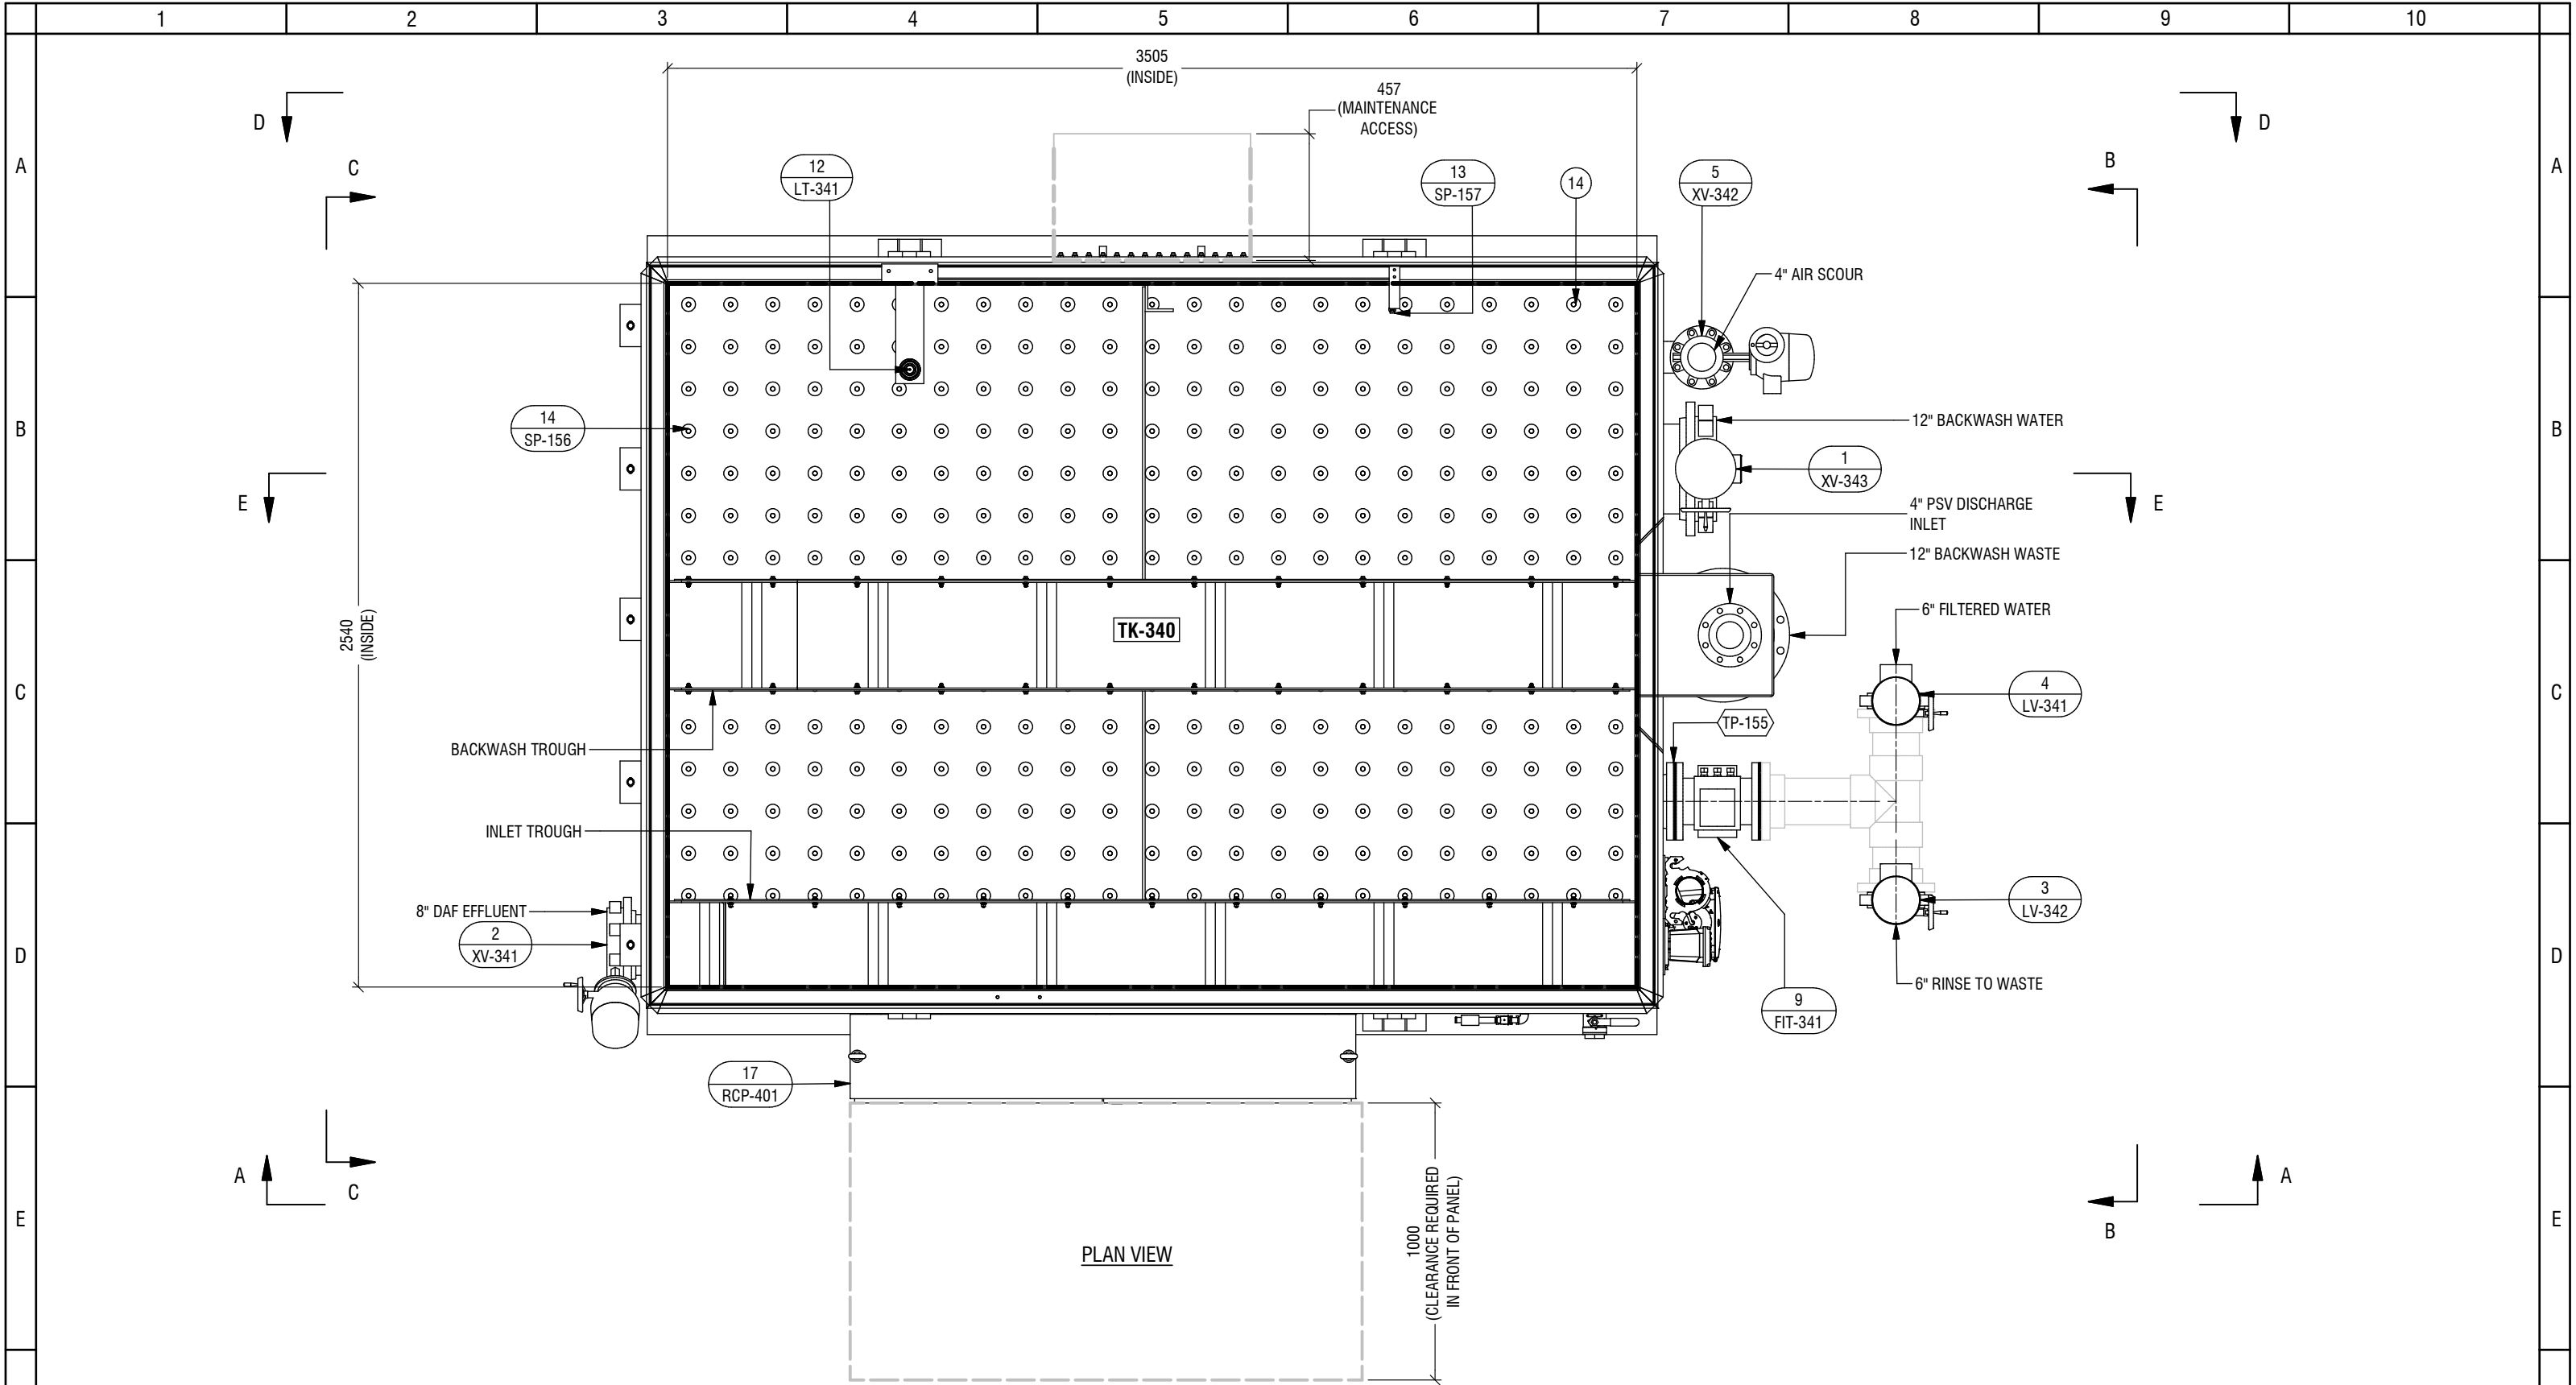 1 2 3 4 5 6 7 8 9 10
3505
(INSIDE)
457
(MAINTENANCE
ACCESS)
D
D
C
B
A
A
12
LT-341
13
SP-157
14
5
XV-342
4" AIR SCOUR
14
SP-156
B
B
12" BACKWASH WATER
1
XV-343
E
E
4" PSV DISCHARGE
INLET
12" BACKWASH WASTE
2540
(INSIDE)
TK-340
6" FILTERED WATER
C
C
4
LV-341
TP-155
BACKWASH TROUGH
INLET TROUGH
8" DAF EFFLUENT
2
XV-341
3
LV-342
D
D
6" RINSE TO WASTE
9
FIT-341
17
RCP-401
A
C
B
A
E
E
1000
(CLEARANCE REQUIRED
IN FRONT OF PANEL)
PLAN VIEW